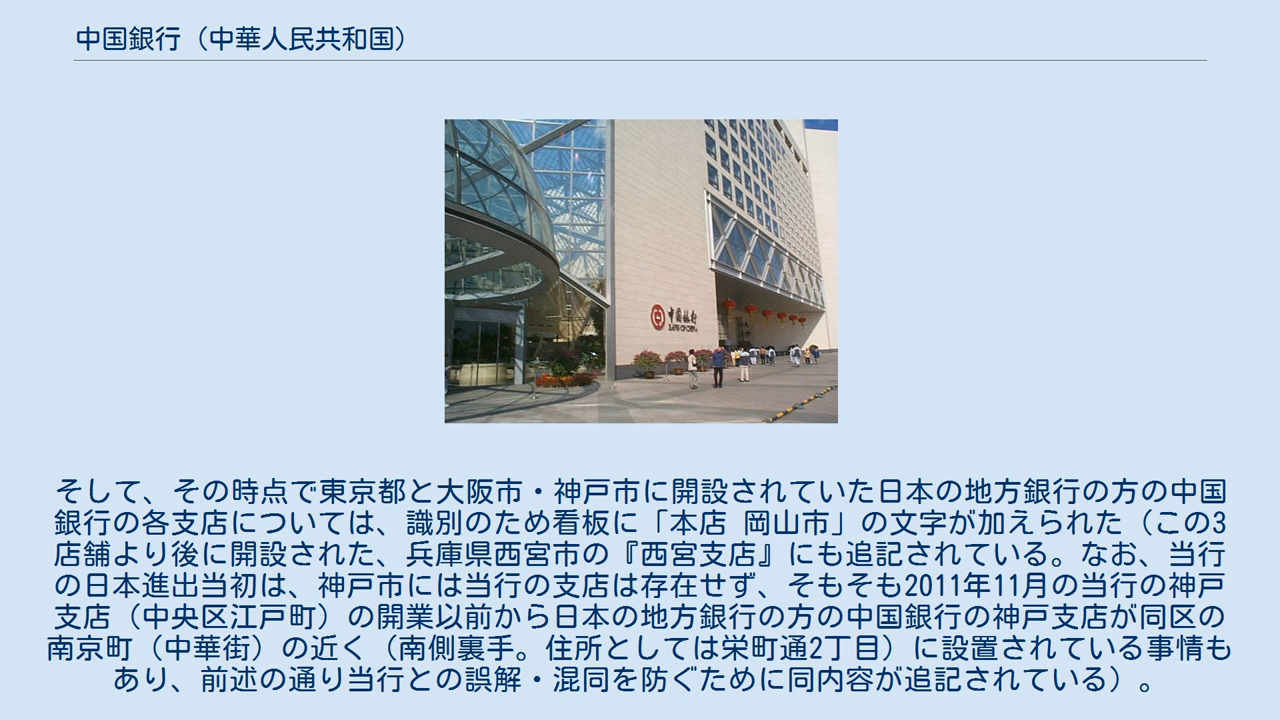 中国銀行（中華人民共和国）
中国銀行
BANK OF CHINA
そして、その時点で東京都と大阪市・神戸市に開設されていた日本の地方銀行の方の中国
銀行の各支店については、識別のため看板に「本店 岡山市」の文字が加えられた（この3
店舗より後に開設された、兵庫県西宮市の『西宮支店』にも追記されている。なお、当行
の日本進出当初は、神戸市には当行の支店は存在せず、そもそも2011年11月の当行の神戸
支店（中央区江戸町）の開業以前から日本の地方銀行の方の中国銀行の神戸支店が同区の
南京町（中華街）の近く（南側裏手。住所としては栄町通2丁目）に設置されている事情も
あり、前述の通り当行との誤解・混同を防ぐために同内容が追記されている）。